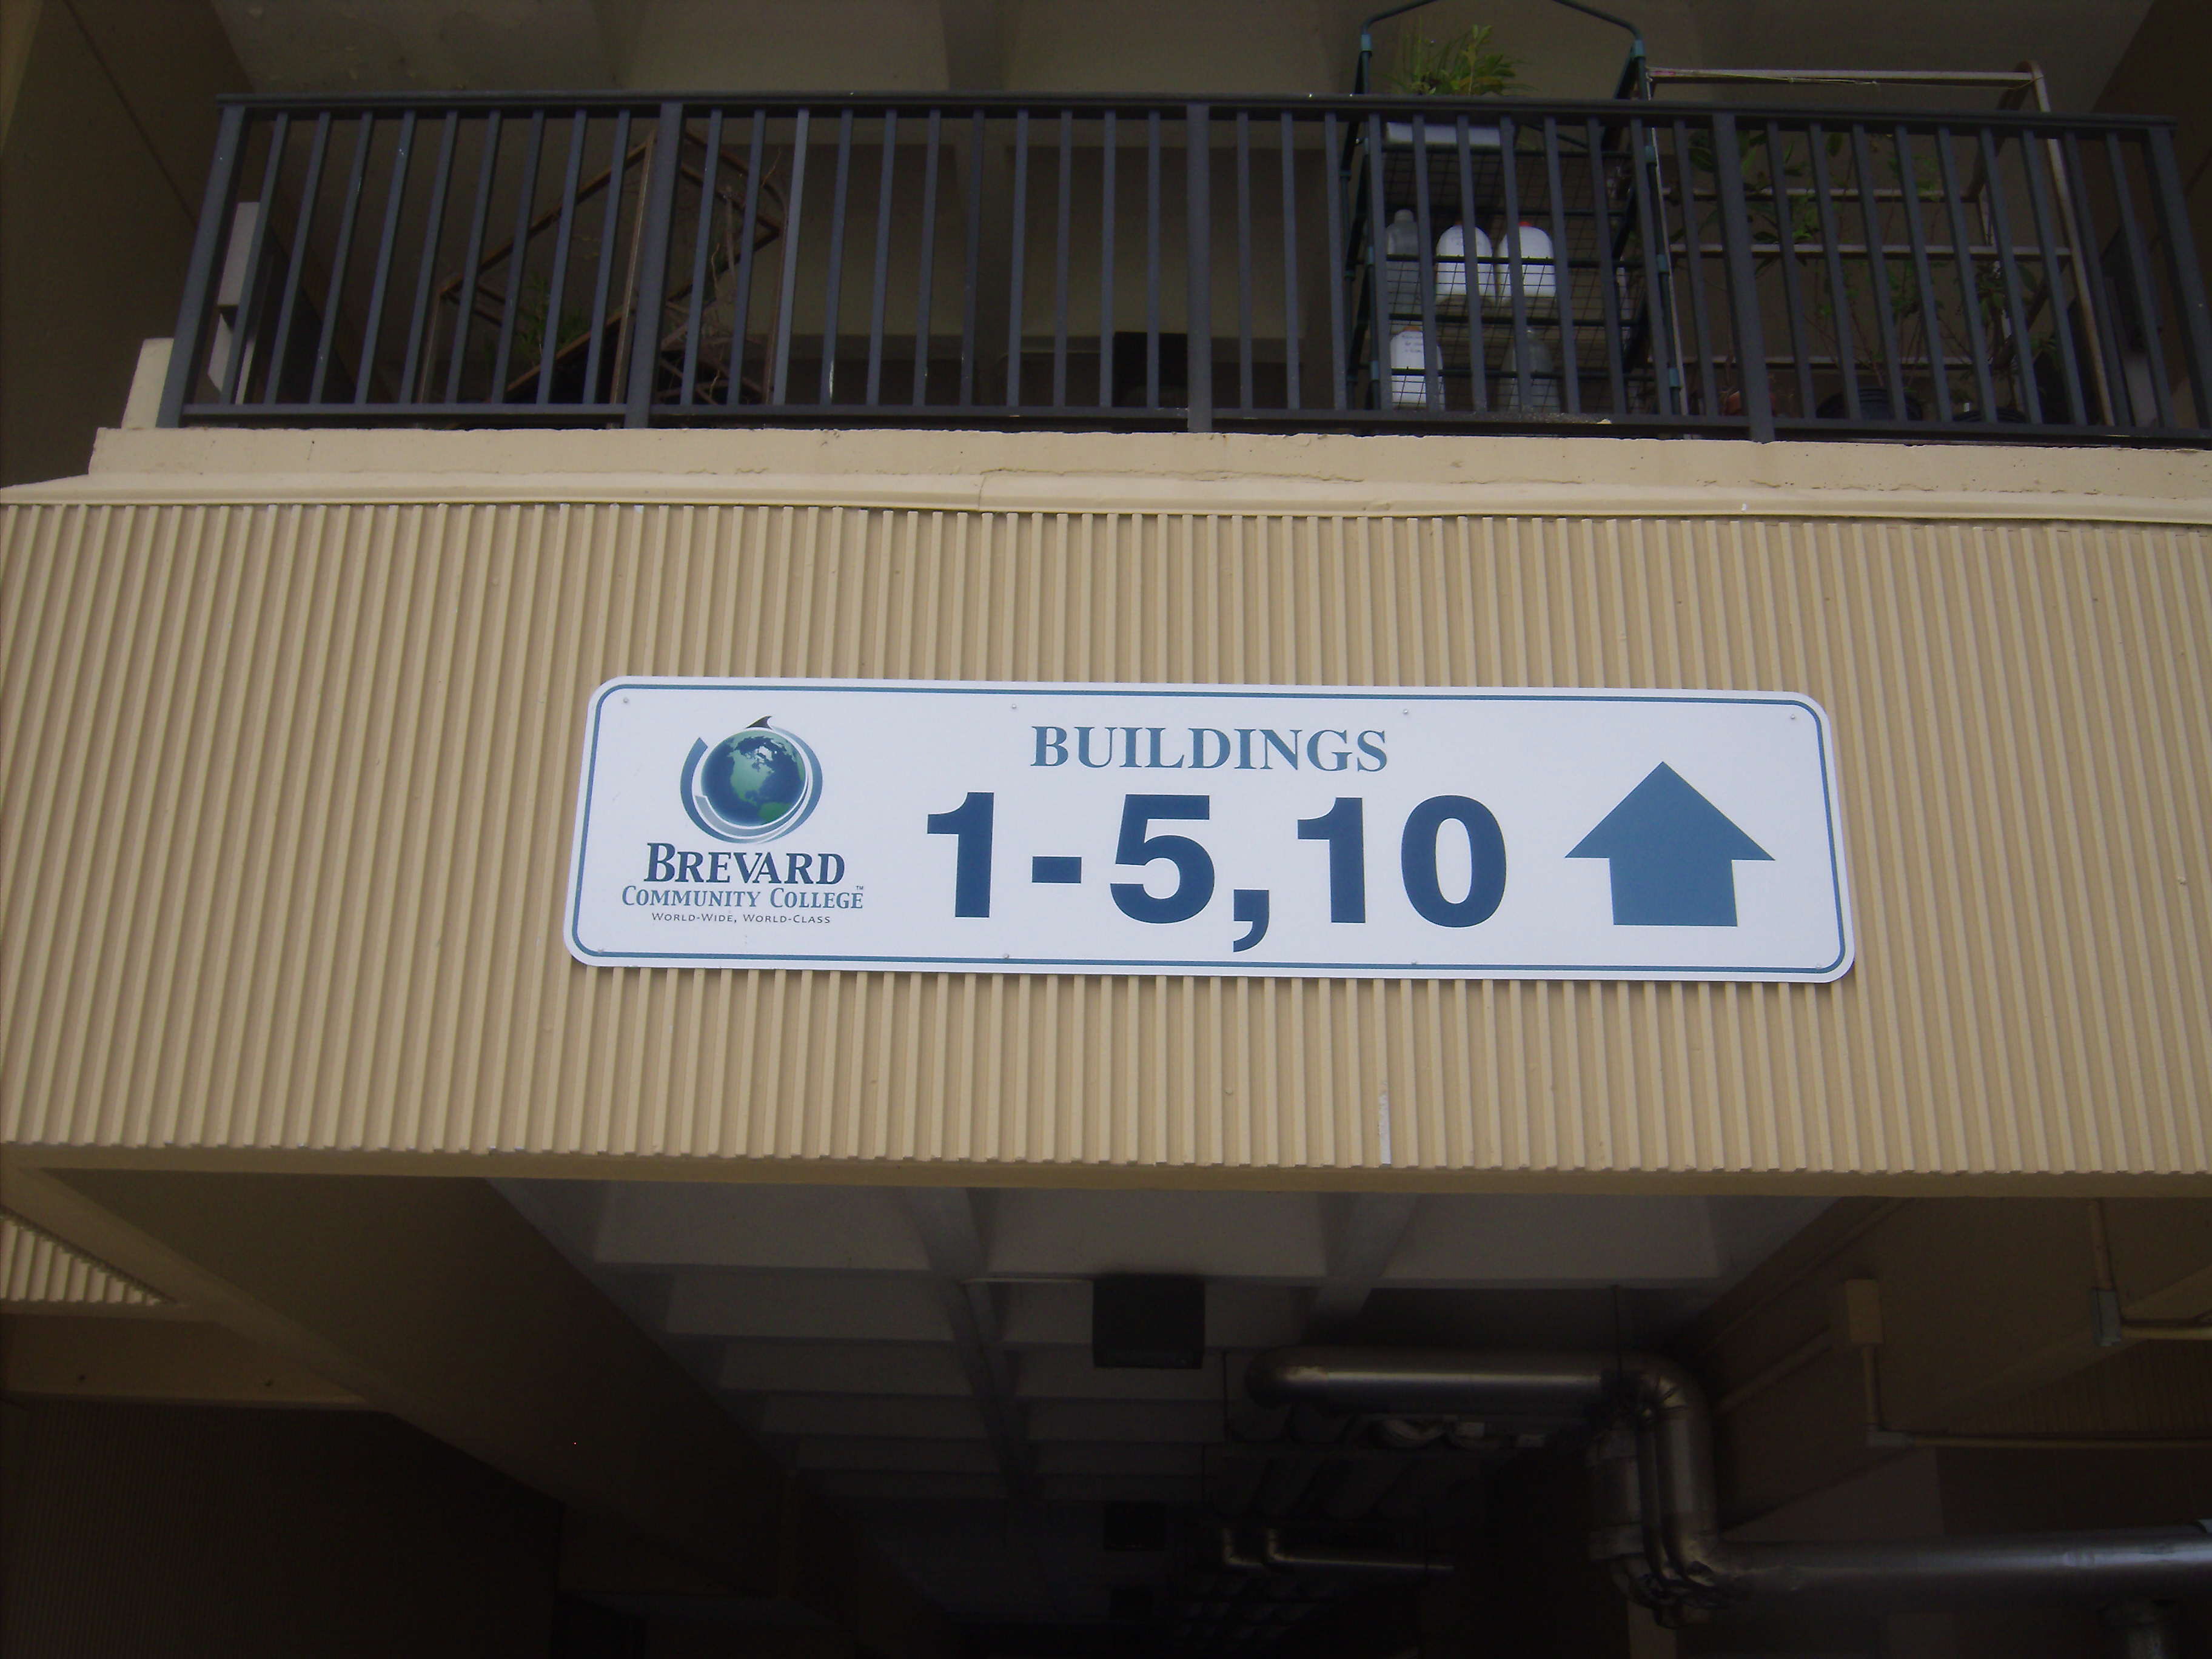 BUILDINGS
1-5,10
BREVARD
COMMUNITY COLLEGE™
WORLD-WIDE, WORLD-CLASS